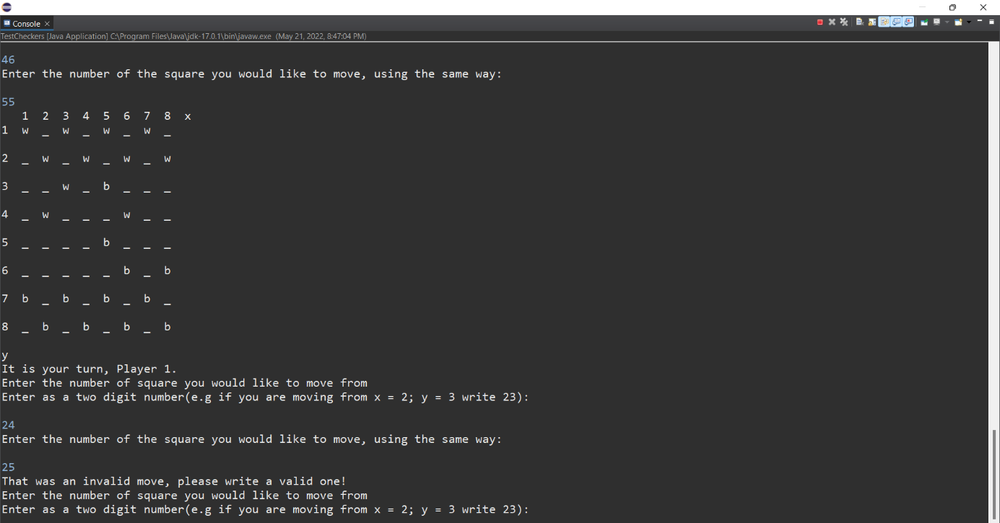 Console
TestCheckers [Java Application] C:\Program Files\Java\jdk-17.0.1\bin\javaw.exe (May 21, 2022, 8:47:04 PM)
46
Enter the number of the square you would like to move, using the same way:
55
1 2 3 4 5 6 7 8 x
1 w _ w _ w _ w _
2 _ w _ w _ w _ w
3 _ _ w _ b _ _ _
4 _ w _ _ _ w _ _
5 _ _ _ _ b _ _ _
6 _ _ _ _ _ b _ b
7 b _ b _ b _ b _
8 _ b _ b _ b _ b
y
It is your turn, Player 1.
Enter the number of square you would like to move from
Enter as a two digit number(e.g if you are moving from x = 2; y = 3 write 23):
24
Enter the number of the square you would like to move, using the same way:
25
That was an invalid move, please write a valid one!
Enter the number of square you would like to move from
Enter as a two digit number(e.g if you are moving from x = 2; y = 3 write 23):